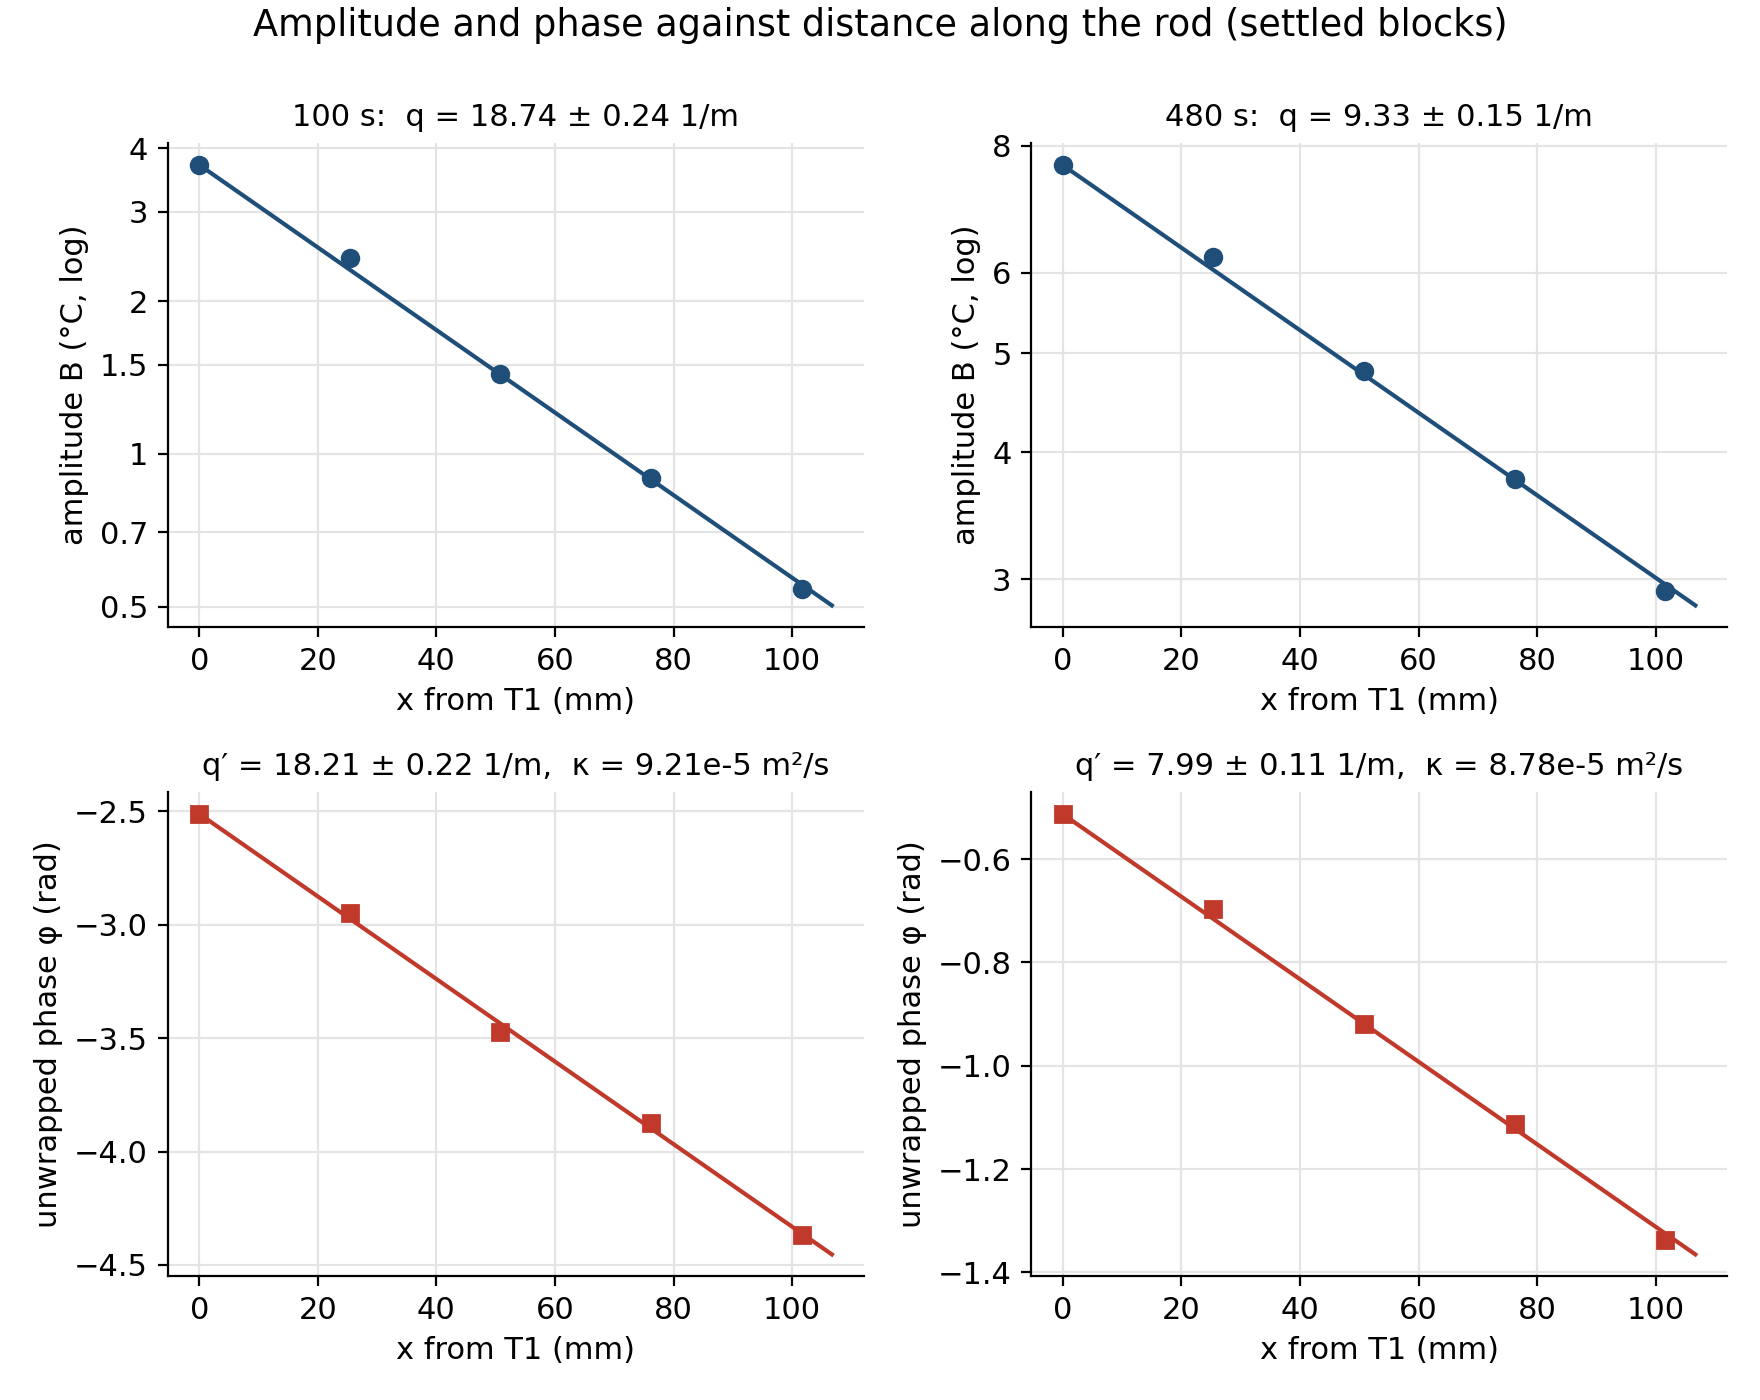 Amplitude and phase against distance along the rod (settled blocks)
100 s:  q = 18.74 ± 0.24 1/m
amplitude B (°C, log)
4
3
2
1.5
1
0.7
0.5
0 20 40 60 80 100
x from T1 (mm)
480 s:  q = 9.33 ± 0.15 1/m
amplitude B (°C, log)
8
6
5
4
3
0 20 40 60 80 100
x from T1 (mm)
q′ = 18.21 ± 0.22 1/m,  κ = 9.21e-5 m²/s
unwrapped phase φ (rad)
−2.5
−3.0
−3.5
−4.0
−4.5
0 20 40 60 80 100
x from T1 (mm)
q′ = 7.99 ± 0.11 1/m,  κ = 8.78e-5 m²/s
unwrapped phase φ (rad)
−0.6
−0.8
−1.0
−1.2
−1.4
0 20 40 60 80 100
x from T1 (mm)